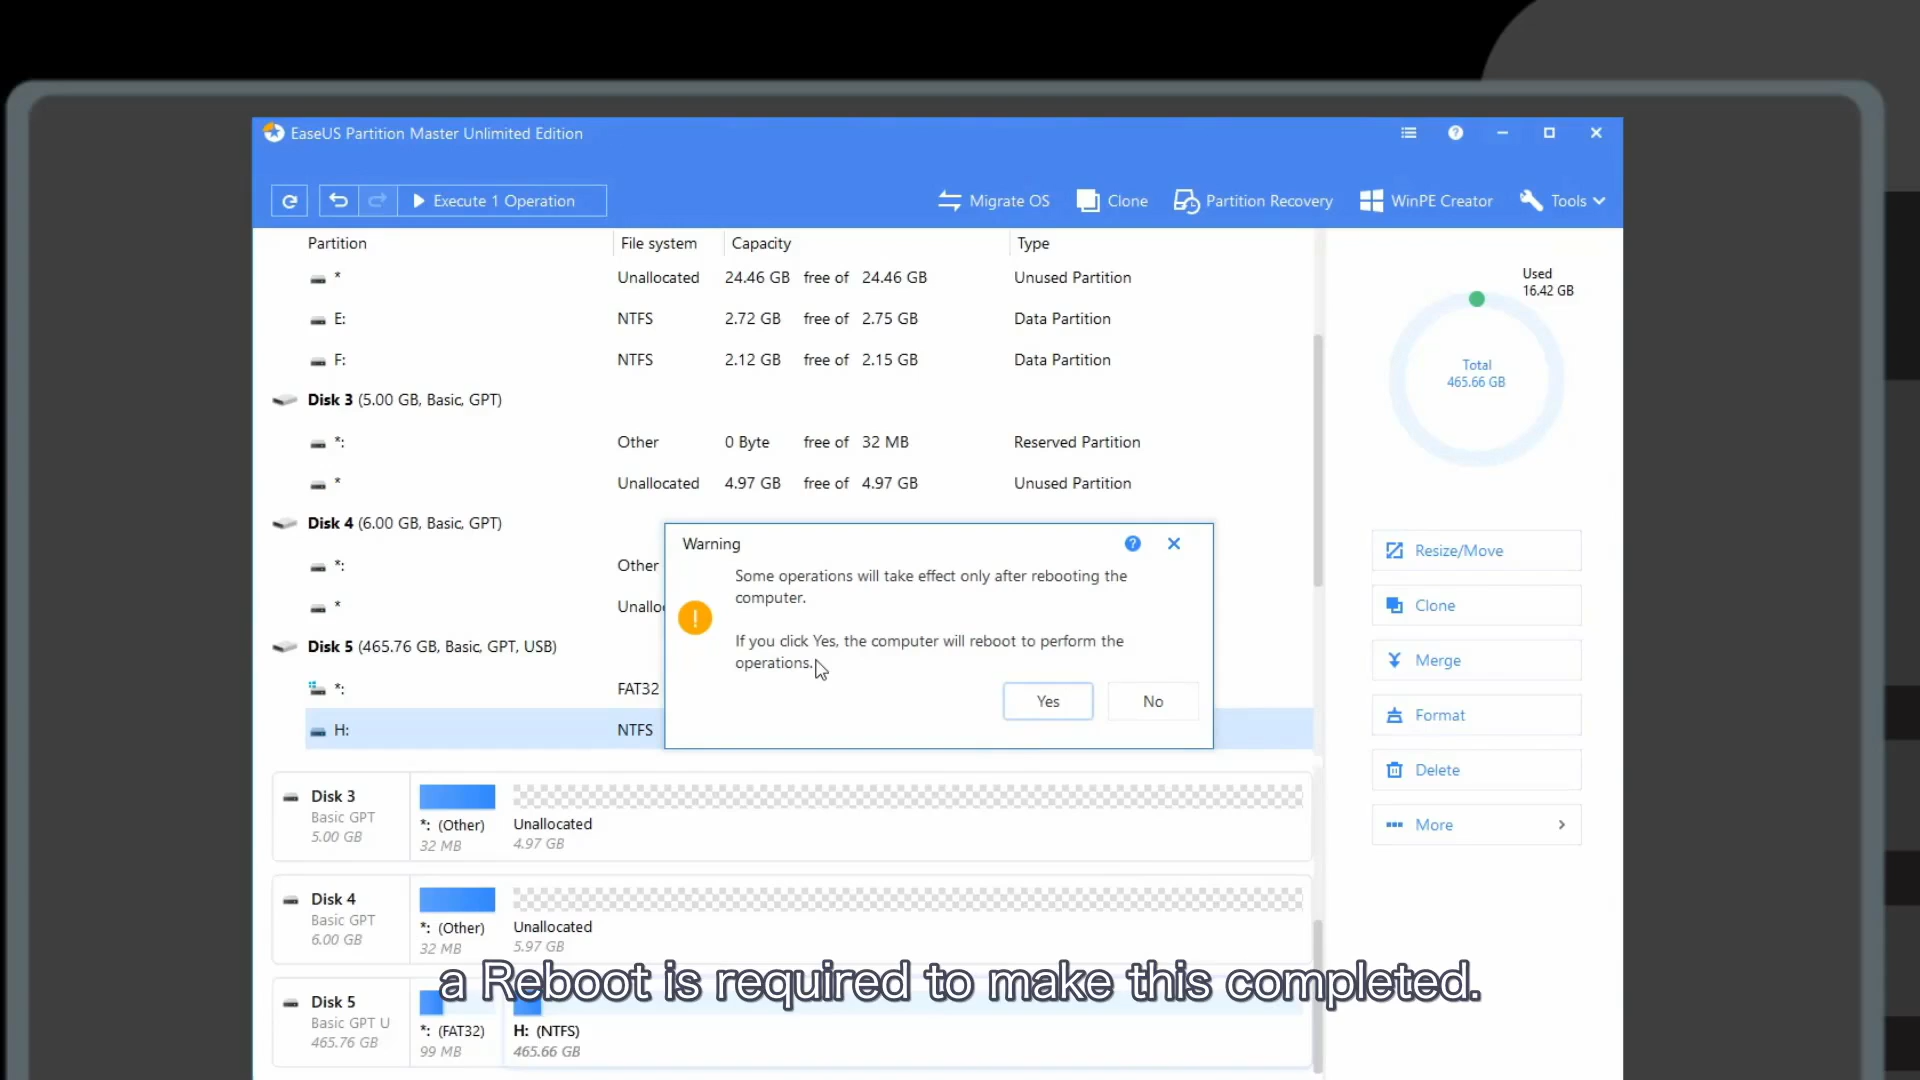 EaseUS Partition Master Unlimited Edition
Execute 1 Operation
Migrate OS
Clone
Partition Recovery
WinPE Creator
Tools
Partition
File system
Capacity
Type
* Unallocated 24.46 GB free of 24.46 GB Unused Partition
E: NTFS 2.72 GB free of 2.75 GB Data Partition
F: NTFS 2.12 GB free of 2.15 GB Data Partition
Disk 3 (5.00 GB, Basic, GPT)
*: Other 0 Byte free of 32 MB Reserved Partition
* Unallocated 4.97 GB free of 4.97 GB Unused Partition
Disk 4 (6.00 GB, Basic, GPT)
*: Other
* Unallo
Disk 5 (465.76 GB, Basic, GPT, USB)
*: FAT32
H: NTFS
Warning
Some operations will take effect only after rebooting the
computer.
If you click Yes, the computer will reboot to perform the
operations.
Yes
No
Used
16.42 GB
Total
465.66 GB
Resize/Move
Clone
Merge
Format
Delete
More
Disk 3
Basic GPT
5.00 GB
*: (Other)
32 MB
Unallocated
4.97 GB
Disk 4
Basic GPT
6.00 GB
*: (Other)
32 MB
Unallocated
5.97 GB
a Reboot is required to make this completed.
Disk 5
Basic GPT U
465.76 GB
*: (FAT32)
99 MB
H: (NTFS)
465.66 GB